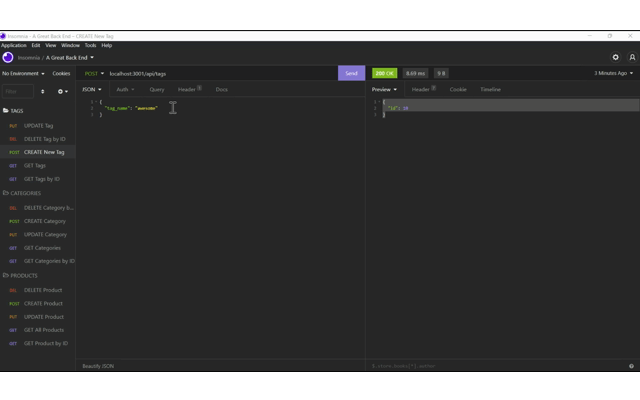 Insomnia / A Great Back End – CREATE New Tag
Application Edit View Window Tools Help
Insomnia / A Great Back End
No Environment Cookies
POST localhost:3001/api/tags Send
200 OK 8.69 ms 9 B 3 Minutes Ago
Filter
JSON Auth Query Header Docs
Preview Header Cookie Timeline
1 {
2 "tag_name": "awesome"
3 }
1 {
2 "id": 10
3 }
TAGS
PUT UPDATE Tag
DEL DELETE Tag by ID
POST CREATE New Tag
GET GET Tags
GET GET Tags by ID
CATEGORIES
DEL DELETE Category b...
POST CREATE Category
PUT UPDATE Category
GET GET Categories
GET GET Categories by ID
PRODUCTS
DEL DELETE Product
POST CREATE Product
PUT UPDATE Product
GET GET All Products
GET GET Product by ID
Beautify JSON
$.store.books[*].author